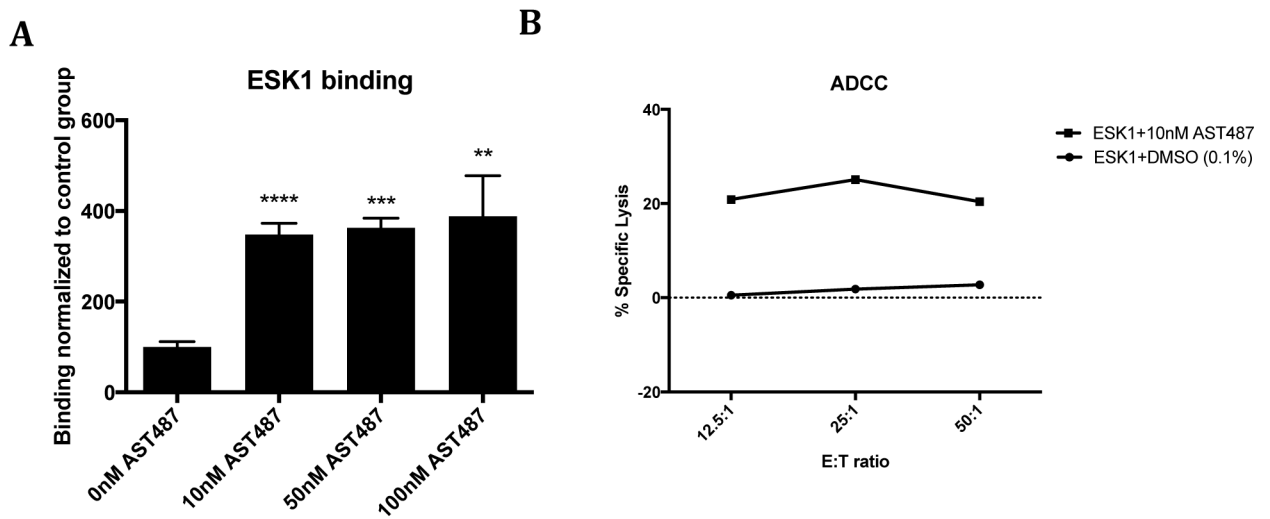 A
ESK1 binding
Binding normalized to control group
600
400
200
0
****
***
**
0nM AST487
10nM AST487
50nM AST487
100nM AST487
B
ADCC
% Specific Lysis
40
20
0
-20
12.5:1
25:1
50:1
E:T ratio
ESK1+10nM AST487
ESK1+DMSO (0.1%)